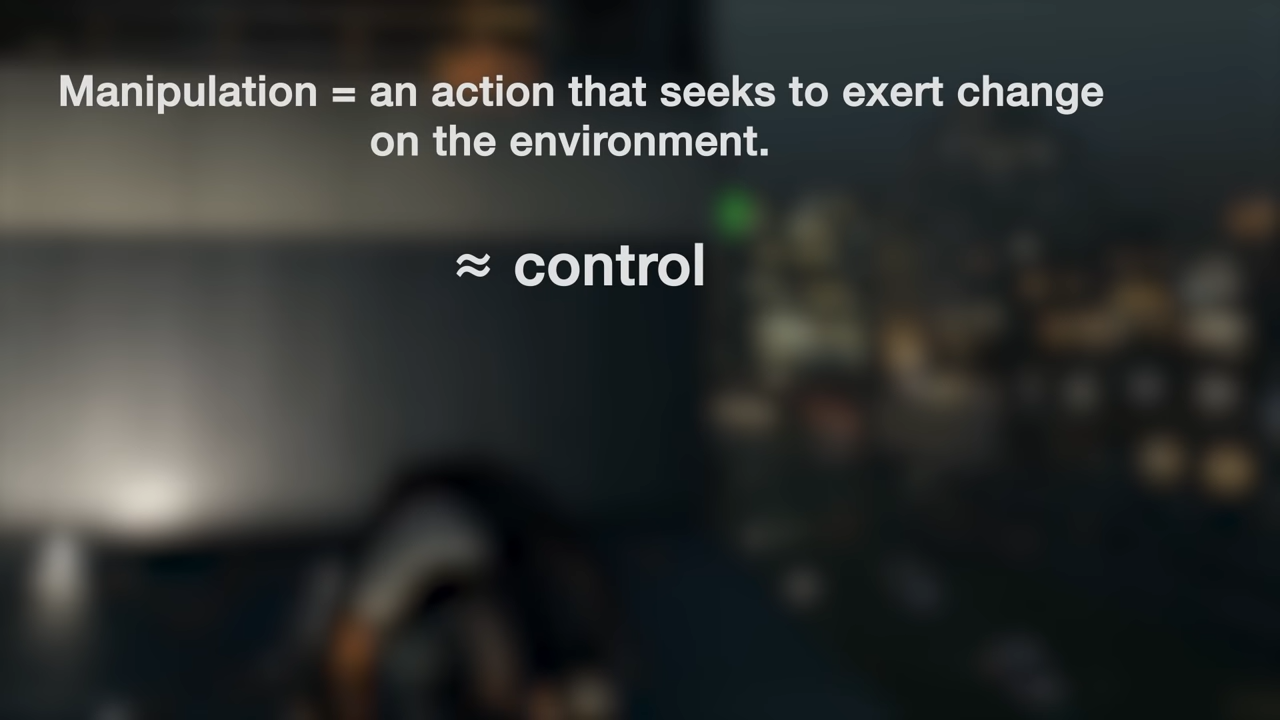 Manipulation = an action that seeks to exert change
on the environment.
≈ control